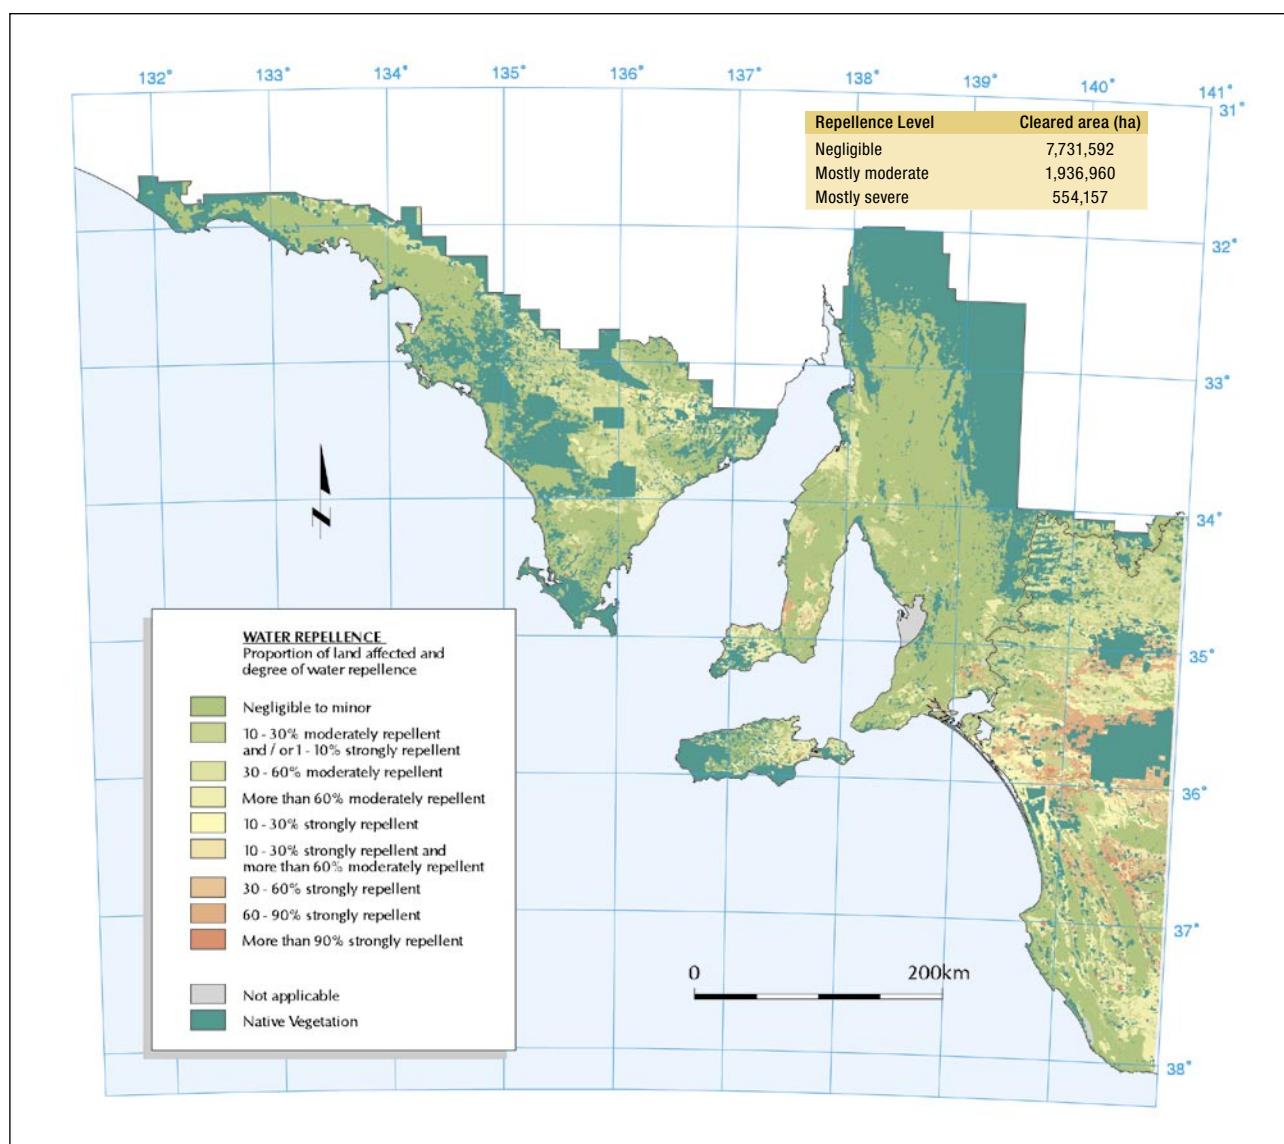 132° 133° 134° 135° 136° 137° 138° 139° 140° 141°
31°
Repellence Level Cleared area (ha)
Negligible 7,731,592
Mostly moderate 1,936,960
Mostly severe 554,157
32°
33°
34°
35°
36°
37°
38°
WATER REPELLENCE
Proportion of land affected and
degree of water repellence
Negligible to minor
10 - 30% moderately repellent
and / or 1 - 10% strongly repellent
30 - 60% moderately repellent
More than 60% moderately repellent
10 - 30% strongly repellent
10 - 30% strongly repellent and
more than 60% moderately repellent
30 - 60% strongly repellent
60 - 90% strongly repellent
More than 90% strongly repellent
Not applicable
Native Vegetation
0 200km